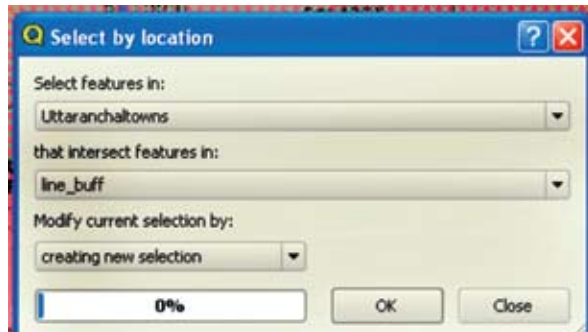 Select by location
Select features in:
Uttaranchaltowns
that intersect features in:
line_buff
Modify current selection by:
creating new selection
0%
OK
Close